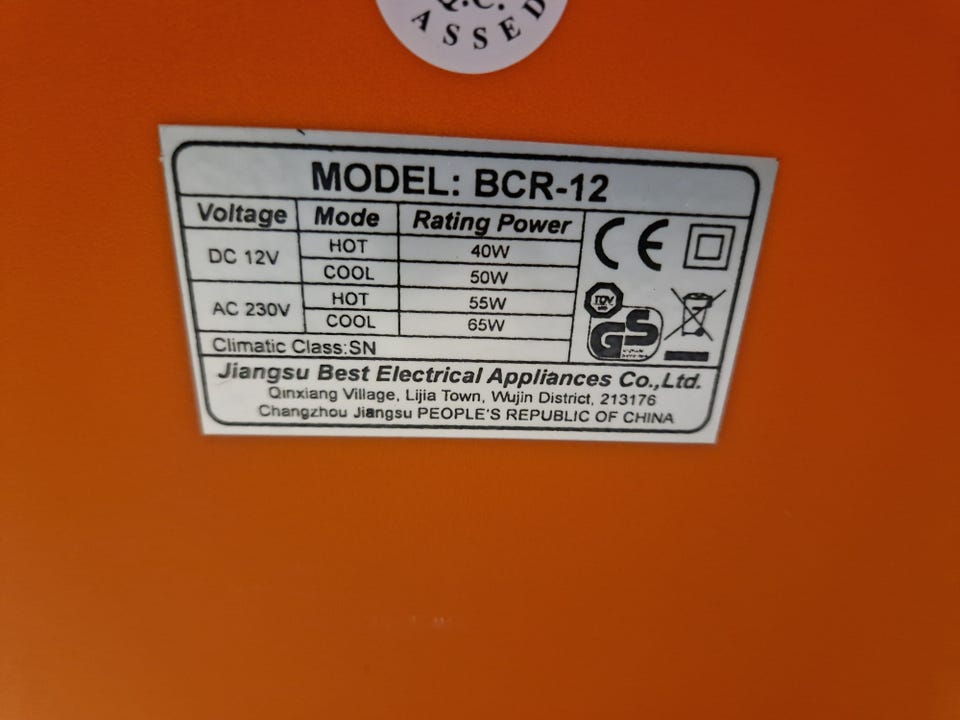 Q.C.
ASSED
MODEL: BCR-12
Voltage Mode Rating Power
DC 12V HOT 40W
COOL 50W
AC 230V HOT 55W
COOL 65W
Climatic Class:SN
CE
TÜV
GS
Jiangsu Best Electrical Appliances Co.,Ltd.
Qinxiang Village, Lijia Town, Wujin District, 213176
Changzhou Jiangsu PEOPLE'S REPUBLIC OF CHINA